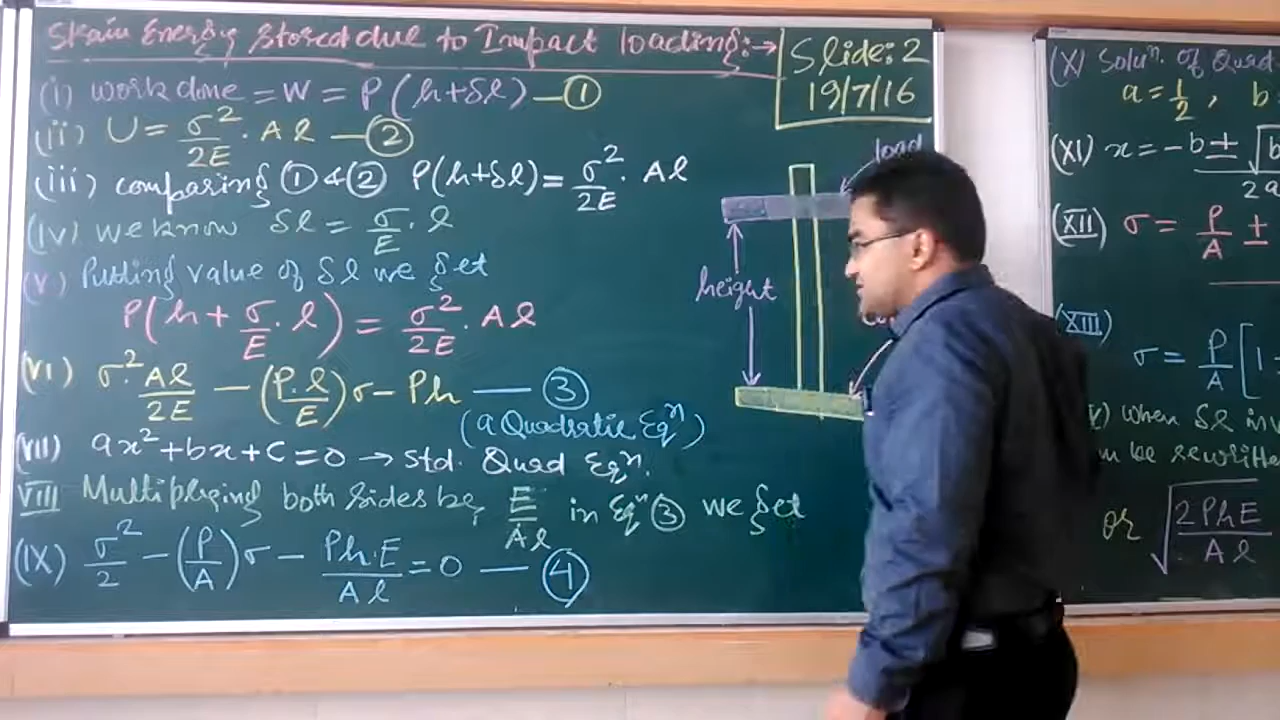 Strain Energy Stored due to Impact loading:→
Slide: 2
19/7/16
(i) work done = W = P(h+δl) —①
(ii) U = σ²/2E · Al —②
(iii) comparing ① & ② P(h+δl) = σ²/2E · Al
(iv) we know δl = σ/E · l
(v) Putting value of δl we get
P(h + σ/E · l) = σ²/2E · Al
(VI) σ² · Al/2E − (P.l/E)σ − Ph —③
(a Quadratic Eqⁿ)
(VII) ax²+bx+c=0 → Std. Quad Eqⁿ.
VIII Multiplying both sides by E/Al in Eqⁿ ③ we get
(IX) σ²/2 − (P/A)σ − Ph.E/Al = 0 —④
load
height
(X) Soluⁿ. of Quad
a = 1/2, b
(XI) x = -b ± √b
2a
(XII) σ = P/A ±
(XIII)
σ = P/A [1
when δl
be
or √2PhE/Al